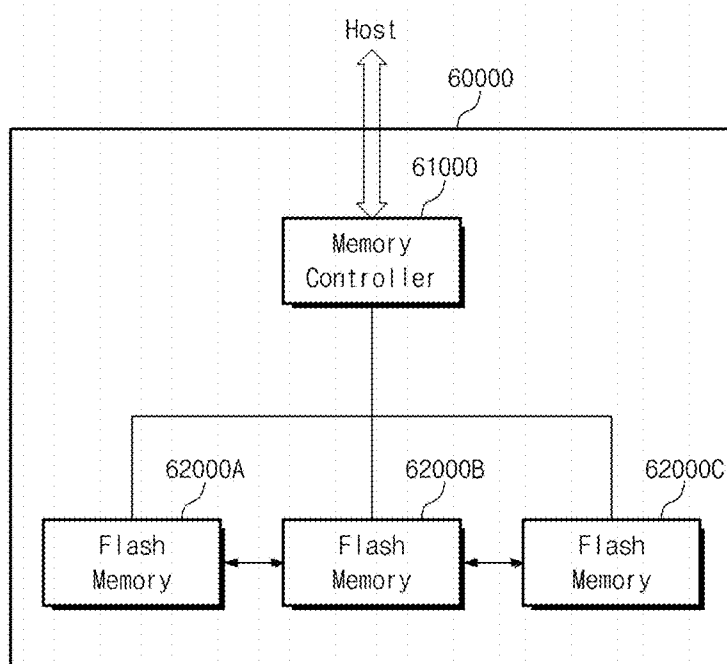 Host
60000
61000
Memory
Controller
62000A
62000B
62000C
Flash
Memory
Flash
Memory
Flash
Memory